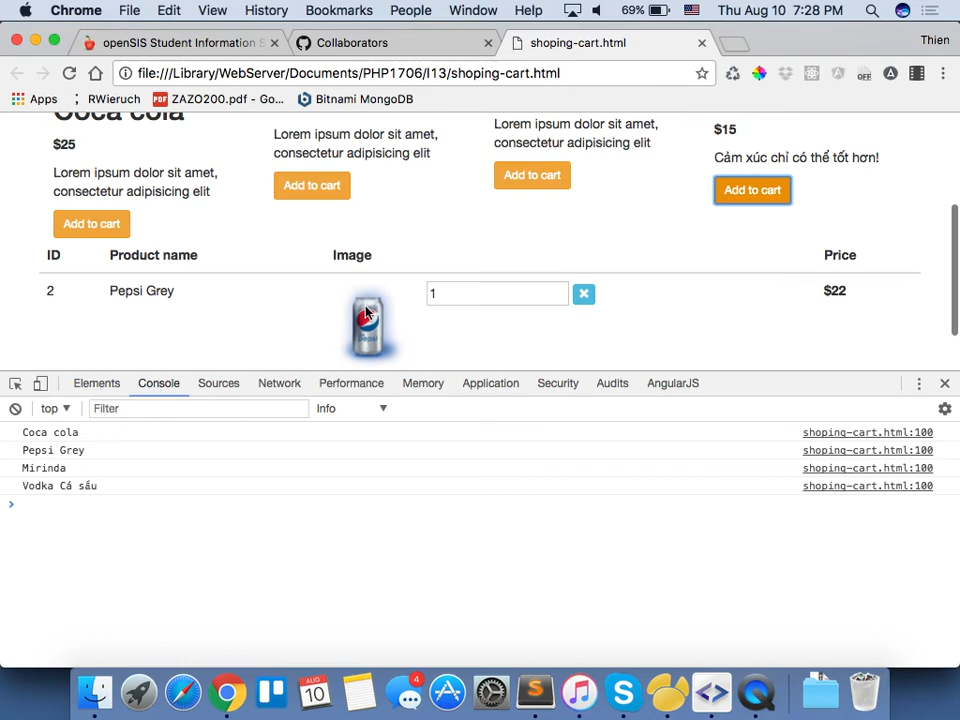 Chrome File Edit View History Bookmarks People Window Help 69% Thu Aug 10 7:28 PM
openSIS Student Information S
Collaborators
shoping-cart.html
Thien
file:///Library/WebServer/Documents/PHP1706/l13/shoping-cart.html
OFF
Apps
RWieruch
PDF ZAZO200.pdf - Go...
Bitnami MongoDB
Coca cola
$25
Lorem ipsum dolor sit amet,
consectetur adipisicing elit
Add to cart
Lorem ipsum dolor sit amet,
consectetur adipisicing elit
Add to cart
Lorem ipsum dolor sit amet,
consectetur adipisicing elit
Add to cart
$15
Cảm xúc chỉ có thể tốt hơn!
Add to cart
ID Product name Image Price
2 Pepsi Grey 1 $22
pepsi
Elements Console Sources Network Performance Memory Application Security Audits AngularJS
top Filter Info
Coca cola shoping-cart.html:100
Pepsi Grey shoping-cart.html:100
Mirinda shoping-cart.html:100
Vodka Cá sấu shoping-cart.html:100
AUG
10
4